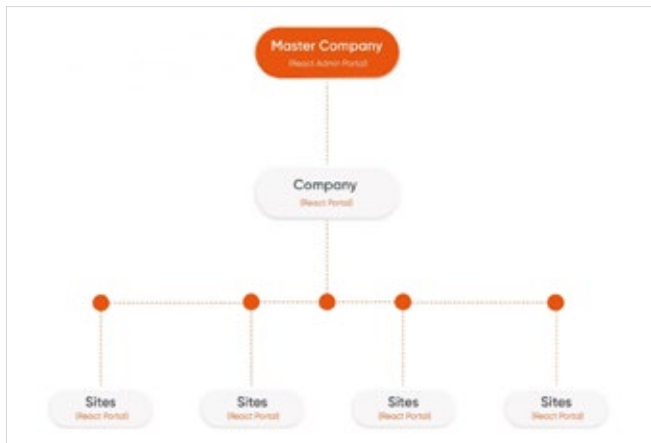 Master Company
(React Admin Portal)
Company
(React Portal)
Sites
(React Portal)
Sites
(React Portal)
Sites
(React Portal)
Sites
(React Portal)